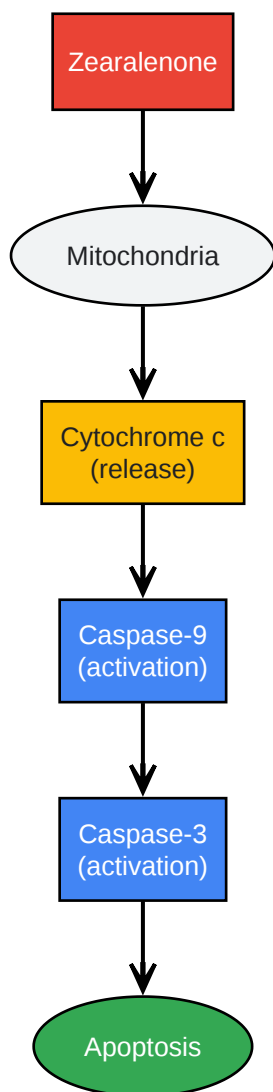 Zearalenone
Mitochondria
Cytochrome c
(release)
Caspase-9
(activation)
Caspase-3
(activation)
Apoptosis